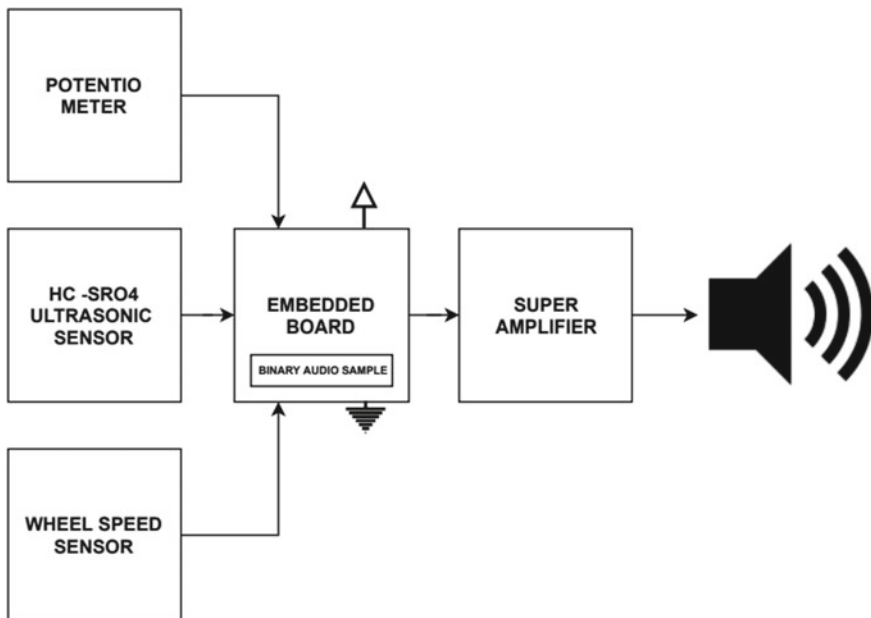 POTENTIO
METER
HC -SRO4
ULTRASONIC
SENSOR
EMBEDDED
BOARD
BINARY AUDIO SAMPLE
SUPER
AMPLIFIER
WHEEL SPEED
SENSOR